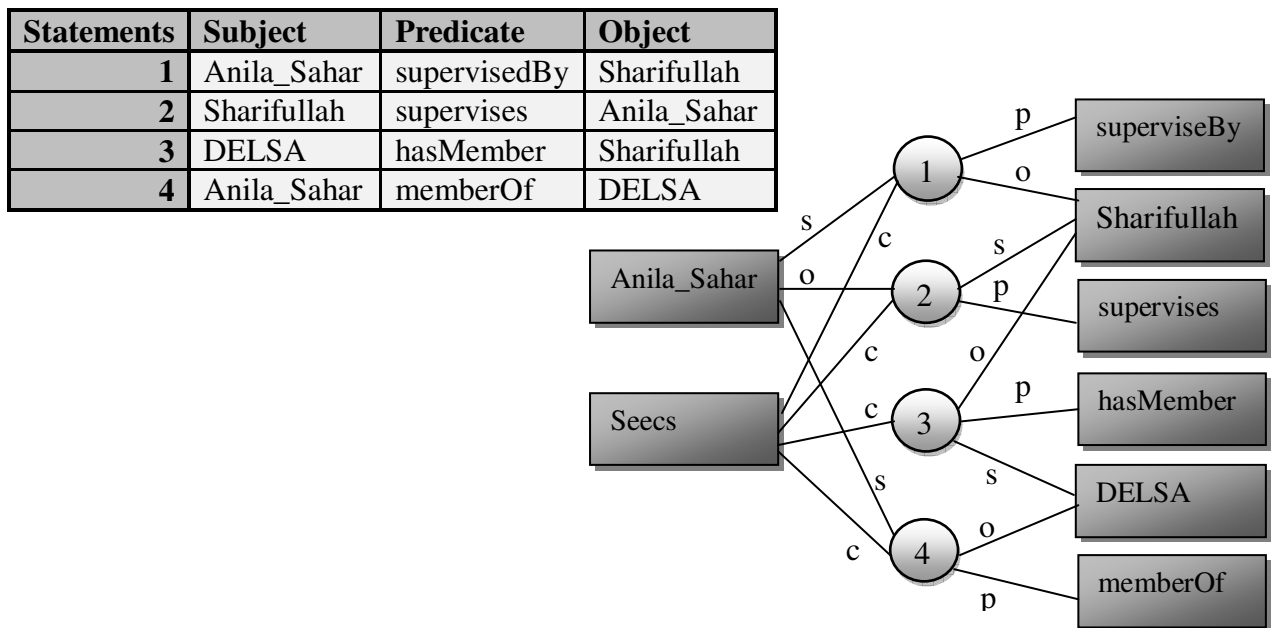 Statements Subject Predicate Object
1 Anila_Sahar supervisedBy Sharifullah
2 Sharifullah supervises Anila_Sahar
3 DELSA hasMember Sharifullah
4 Anila_Sahar memberOf DELSA
p
superviseBy
1
o
s
Sharifullah
c
s
Anila_Sahar
o
2
p
supervises
c
o
p
hasMember
Seecs
c
3
s
s
DELSA
o
c
4
memberOf
p